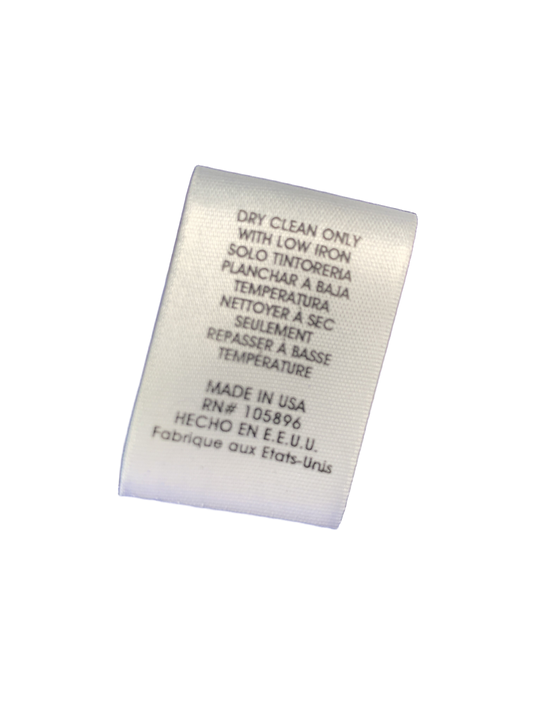 DRY CLEAN ONLY
WITH LOW IRON
SOLO TINTORERIA
PLANCHAR A BAJA
TEMPERATURA
NETTOYER A SEC
SEULEMENT
REPASSER A BASSE
TEMPERATURE
MADE IN USA
RN# 105896
HECHO EN E.E.U.U.
Fabrique aux Etats-Unis